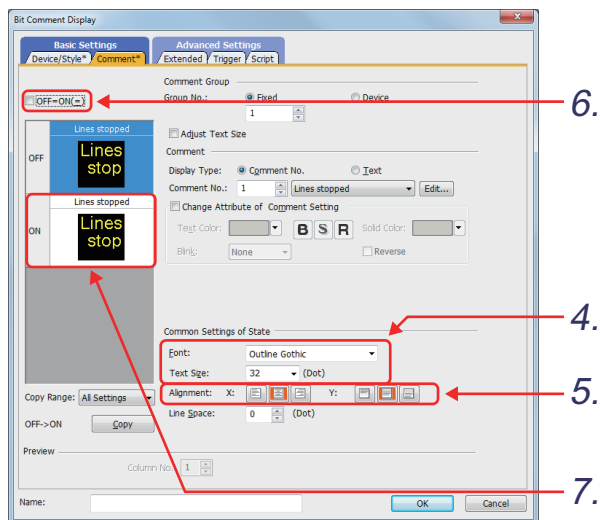 Bit Comment Display
Basic Settings Advanced Settings
Device/Style* Comment* Extended Trigger Script
Comment Group
OFF=ON(=) Group No.: Fixed Device
1
Lines stopped
OFF
Lines
stop
Adjust Text Size
Comment
Display Type: Comment No. Text
Comment No.: 1 Lines stopped Edit...
Lines stopped
ON
Lines
stop
Change Attribute of Comment Setting
Text Color: B S R Solid Color:
Blink: None Reverse
Common Settings of State
Font: Outline Gothic
Text Size: 32 (Dot)
Copy Range: All Settings Alignment: X: Y:
OFF->ON Copy Line Space: 0 (Dot)
Preview
Column No. 1
Name: OK Cancel
6.
4.
5.
7.